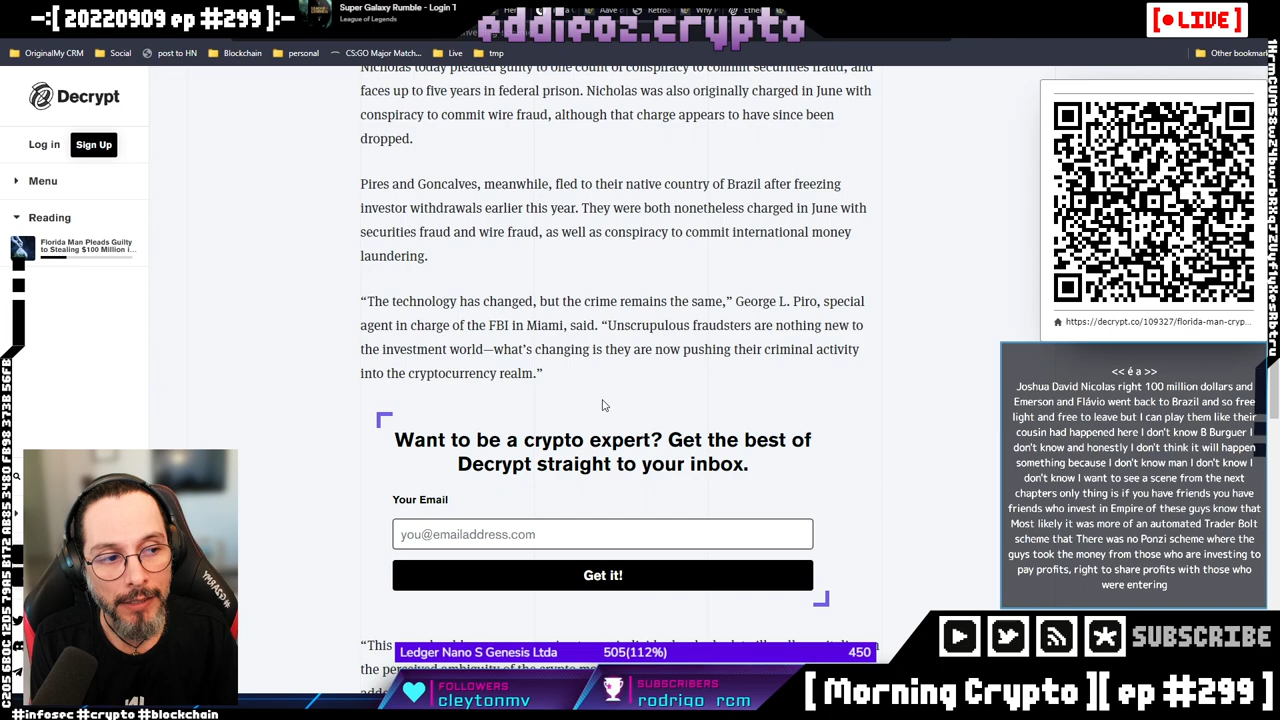 -:[ 20220909 ep #299 ]:-
Super Galaxy Rumble - Login T
League of Legends
eddieoz.crypto
[ LIVE ]
OriginalMy CRM
Social
post to HN
Blockchain
personal
CS:GO Major Match...
Live
tmp
Other bookmar
Decrypt
Log in
Sign Up
Menu
Reading
Florida Man Pleads Guilty
to Stealing $100 Million i...
Nicholas today pleaded guilty to one count of conspiracy to commit securities fraud, and
faces up to five years in federal prison. Nicholas was also originally charged in June with
conspiracy to commit wire fraud, although that charge appears to have since been
dropped.
Pires and Goncalves, meanwhile, fled to their native country of Brazil after freezing
investor withdrawals earlier this year. They were both nonetheless charged in June with
securities fraud and wire fraud, as well as conspiracy to commit international money
laundering.
“The technology has changed, but the crime remains the same,” George L. Piro, special
agent in charge of the FBI in Miami, said. “Unscrupulous fraudsters are nothing new to
the investment world—what’s changing is they are now pushing their criminal activity
into the cryptocurrency realm.”
Want to be a crypto expert? Get the best of
Decrypt straight to your inbox.
Your Email
you@emailaddress.com
Get it!
“This
the perceived ambiguity of the crypto
https://decrypt.co/109327/florida-man-cryp...
<< é a >>
Joshua David Nicolas right 100 million dollars and
Emerson and Flávio went back to Brazil and so free
light and free to leave but I can play them like their
cousin had happened here I don't know B Burguer I
don't know and honestly I don't think it will happen
something because I don't know man I don't know I
don't know I want to see a scene from the next
chapters only thing is if you have friends you have
friends who invest in Empire of these guys know that
Most likely it was more of an automated Trader Bolt
scheme that There was no Ponzi scheme where the
guys took the money from those who are investing to
pay profits, right to share profits with those who
were entering
Ledger Nano S Genesis Ltda 505(112%) 450
FOLLOWERS
cleytonmv
SUBSCRIBERS
rodrigo_rcm
SUBSCRIBE
[ Morning Crypto ][ ep #299 ]
#infosec #crypto #blockchain